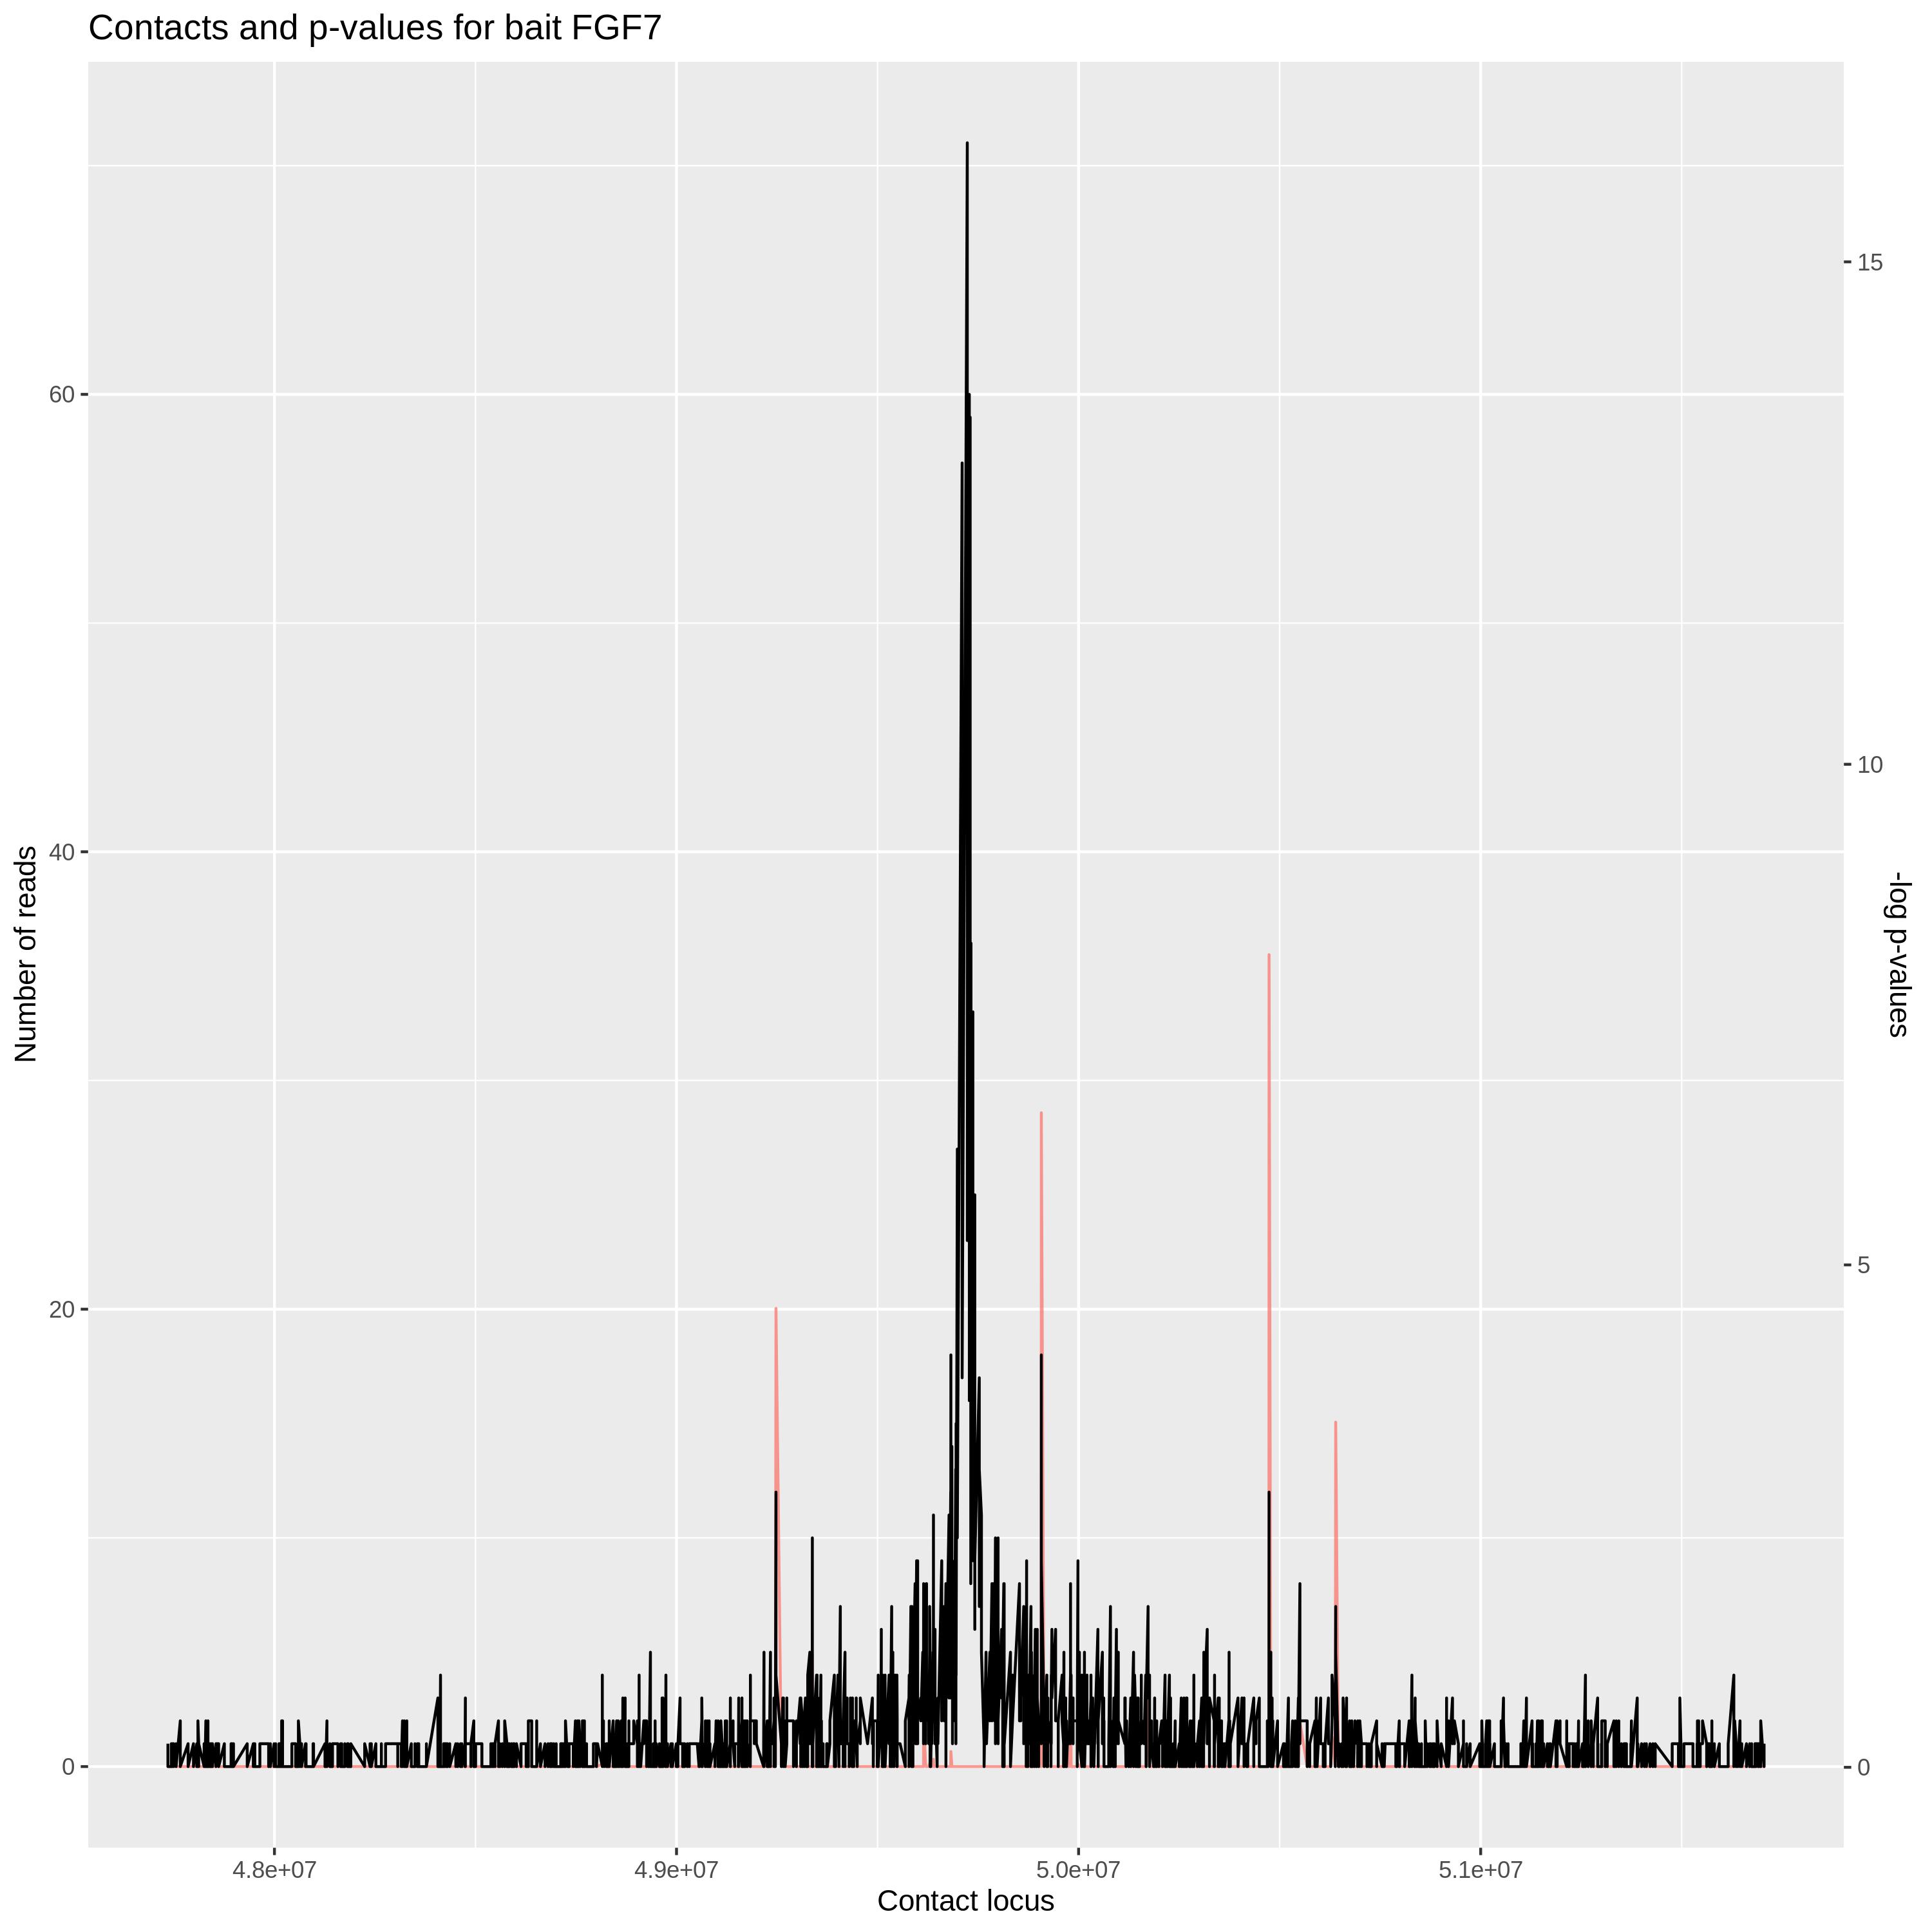 Contacts and p-values for bait FGF7
Number of reads
60
40
20
0
15
10
5
0
-log p-values
4.8e+07
4.9e+07
5.0e+07
5.1e+07
Contact locus